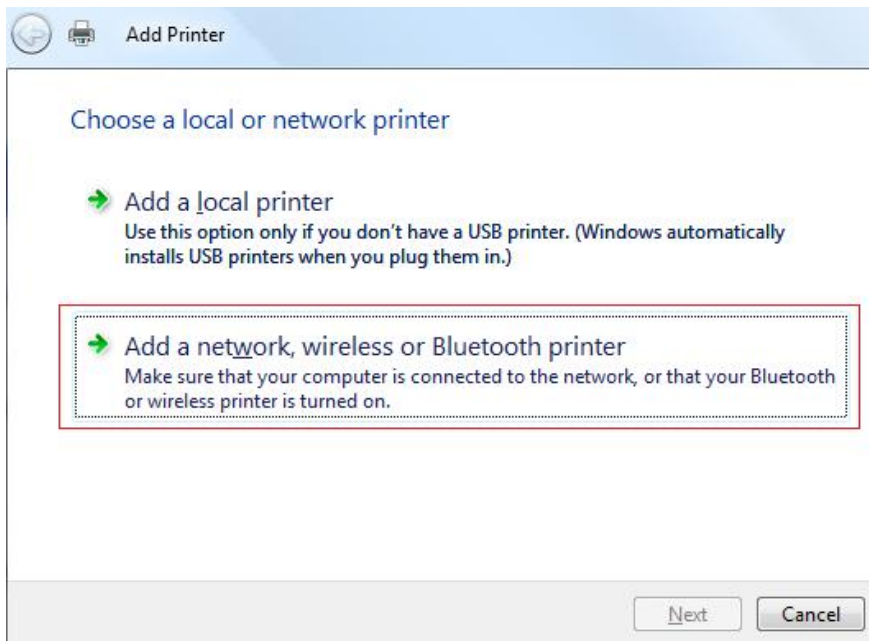 Add Printer
Choose a local or network printer
Add a local printer
Use this option only if you don't have a USB printer. (Windows automatically
installs USB printers when you plug them in.)
Add a network, wireless or Bluetooth printer
Make sure that your computer is connected to the network, or that your Bluetooth
or wireless printer is turned on.
Next Cancel